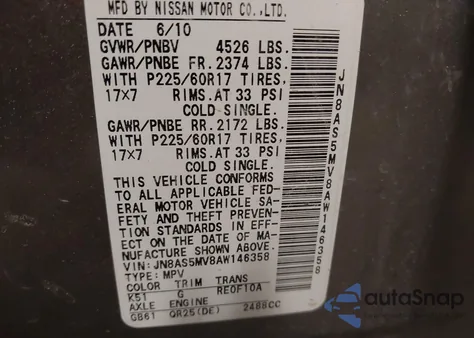 MFD BY NISSAN MOTOR CO.,LTD.
DATE 6/10
GVWR/PNBV 4526 LBS.
GAWR/PNBE FR. 2374 LBS.
WITH P225/60R17 TIRES,
17×7 RIMS.AT 33 PSI
COLD SINGLE.
GAWR/PNBE RR. 2172 LBS.
WITH P225/60R17 TIRES,
17×7 RIMS.AT 33 PSI
COLD SINGLE.
THIS VEHICLE CONFORMS
TO ALL APPLICABLE FED-
ERAL MOTOR VEHICLE SA-
FETY AND THEFT PREVEN-
TION STANDARDS IN EFF-
ECT ON THE DATE OF MA-
NUFACTURE SHOWN ABOVE.
VIN: JN8AS5MV8AW146358
TYPE: MPV
COLOR TRIM TRANS
K51 G RE0F10A
AXLE ENGINE
GB61 QR25(DE) 2488CC
JN8AS5MV8AW146358
autoSnap